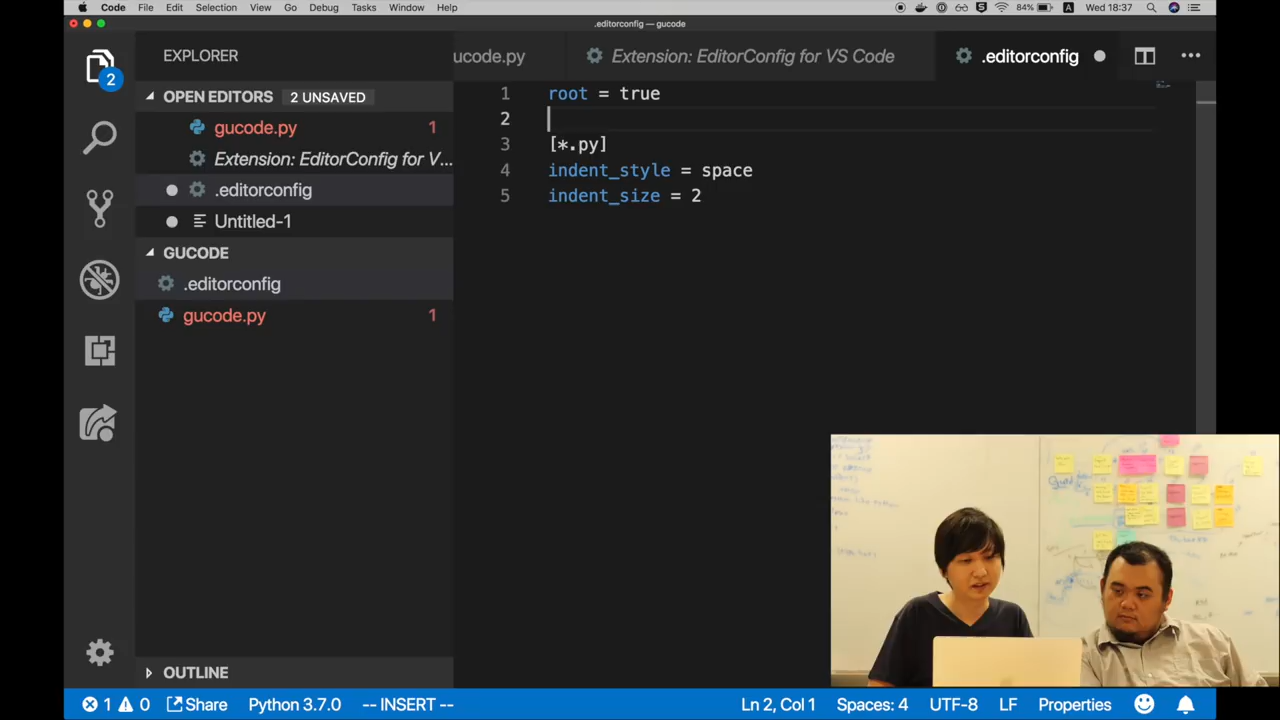 Code File Edit Selection View Go Debug Tasks Window Help 84% Wed 18:37
.editorconfig — gucode
EXPLORER
ucode.py Extension: EditorConfig for VS Code .editorconfig
2
OPEN EDITORS 2 UNSAVED
gucode.py 1
Extension: EditorConfig for V...
.editorconfig
Untitled-1
GUCODE
.editorconfig
gucode.py 1
OUTLINE
1 root = true
2
3 [*.py]
4 indent_style = space
5 indent_size = 2
1 0 Share Python 3.7.0 -- INSERT -- Ln 2, Col 1 Spaces: 4 UTF-8 LF Properties